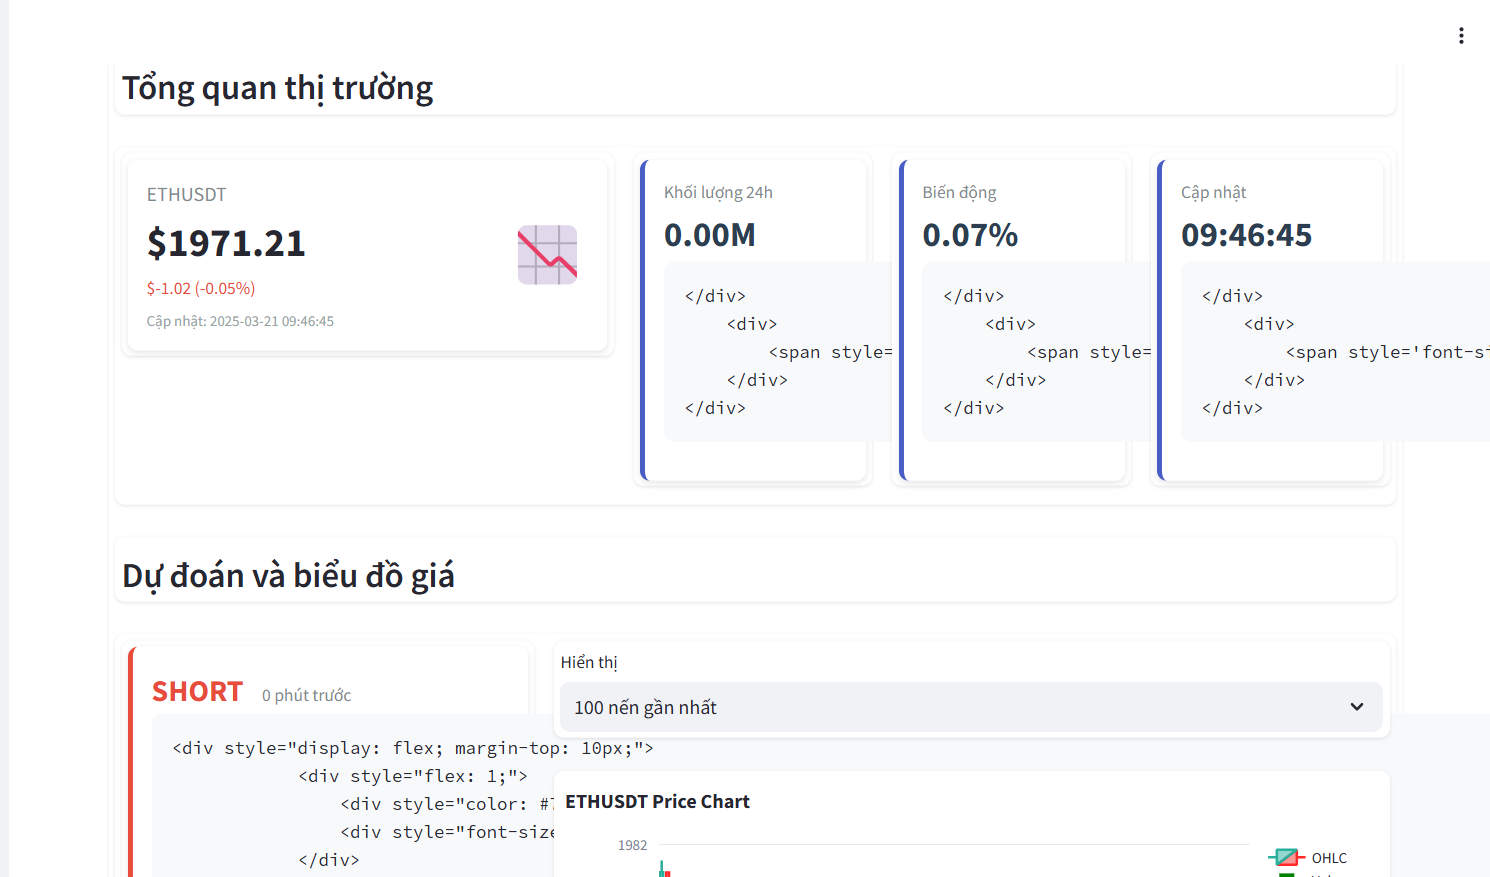 Tổng quan thị trường
ETHUSDT
$1971.21
$-1.02 (-0.05%)
Cập nhật: 2025-03-21 09:46:45
Khối lượng 24h
0.00M
</div>
<div>
<span style=
</div>
</div>
Biến động
0.07%
</div>
<div>
<span style=
</div>
</div>
Cập nhật
09:46:45
</div>
<div>
<span style='font-si
</div>
</div>
Dự đoán và biểu đồ giá
SHORT 0 phút trước
<div style="display: flex; margin-top: 10px;">
<div style="flex: 1;">
<div style="color: #7
<div style="font-size
</div>
Hiển thị
100 nến gần nhất
ETHUSDT Price Chart
1982
OHLC